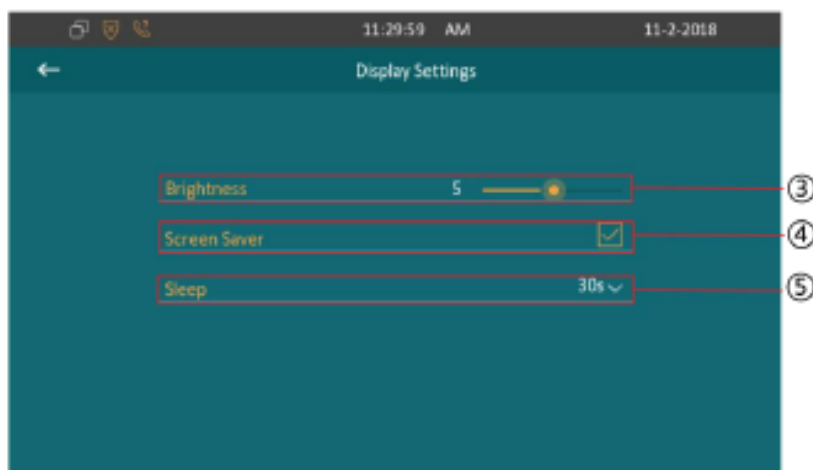 11:29:59 AM 11-2-2018
Display Settings
Brightness 5 ③
Screen Saver ④
Sleep 30s ⑤